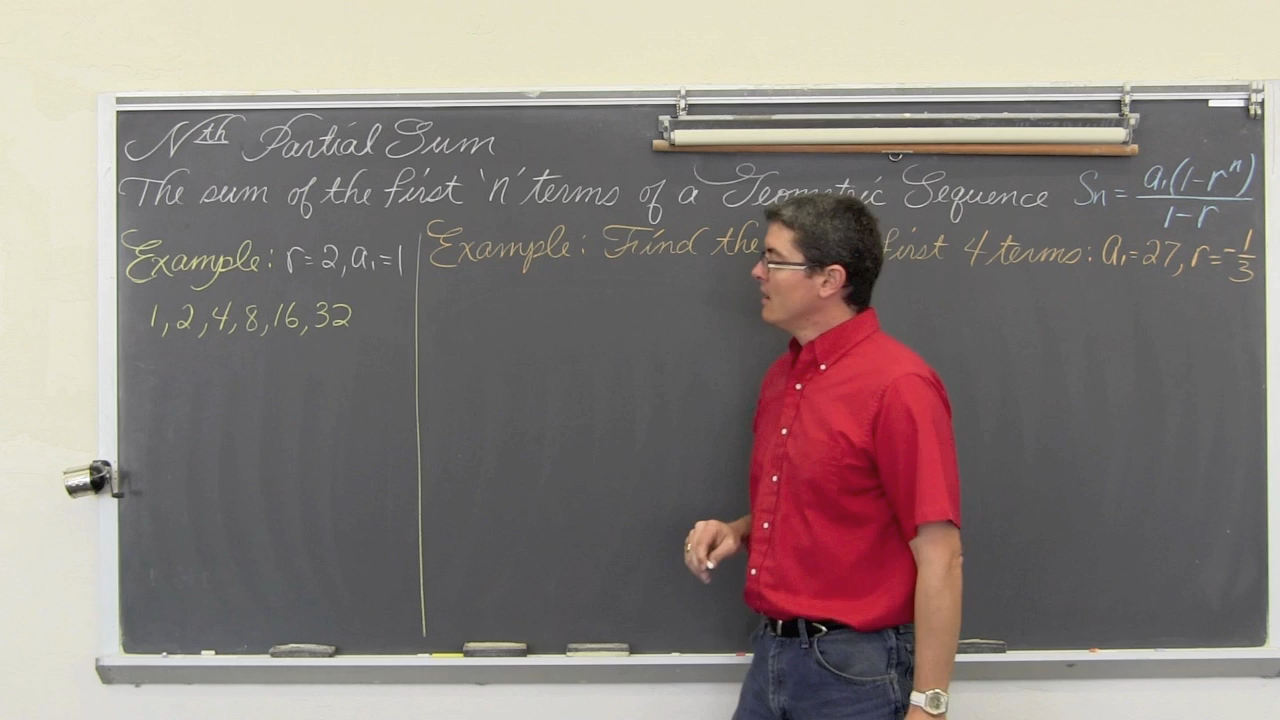 Nth Partial Sum
The sum of the first 'n' terms of a Geometric Sequence Sn = a₁(1-rⁿ)/1-r
Example: r=2, a₁=1
1, 2, 4, 8, 16, 32
Example: Find the first 4 terms: a₁=27, r=-1/3